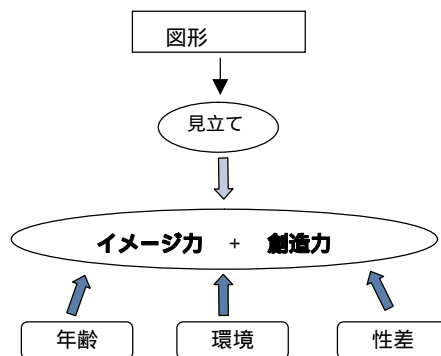 図形
見立て
イメージ力 + 創造力
年齢 環境 性差